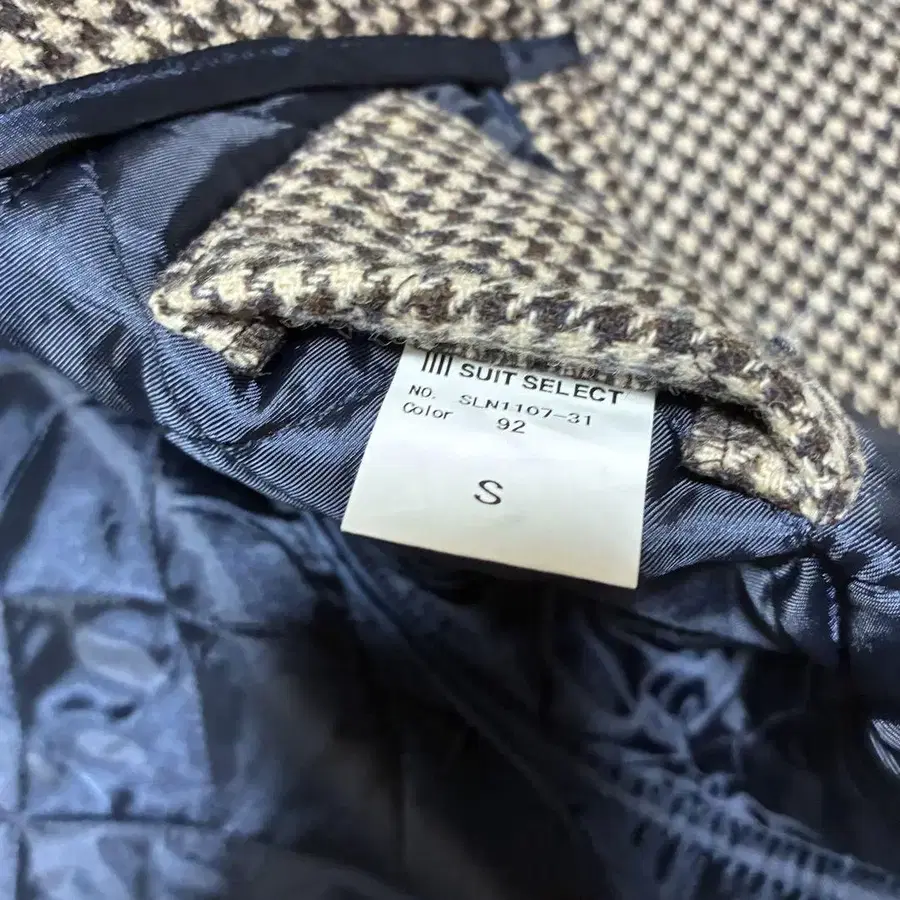 SUIT SELECT
NO. SLN1107-31
Color 92
S